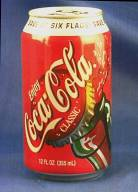 SIX FLAGS
ENJOY
Coca-Cola
CLASSIC
12 FL OZ (355 mL)